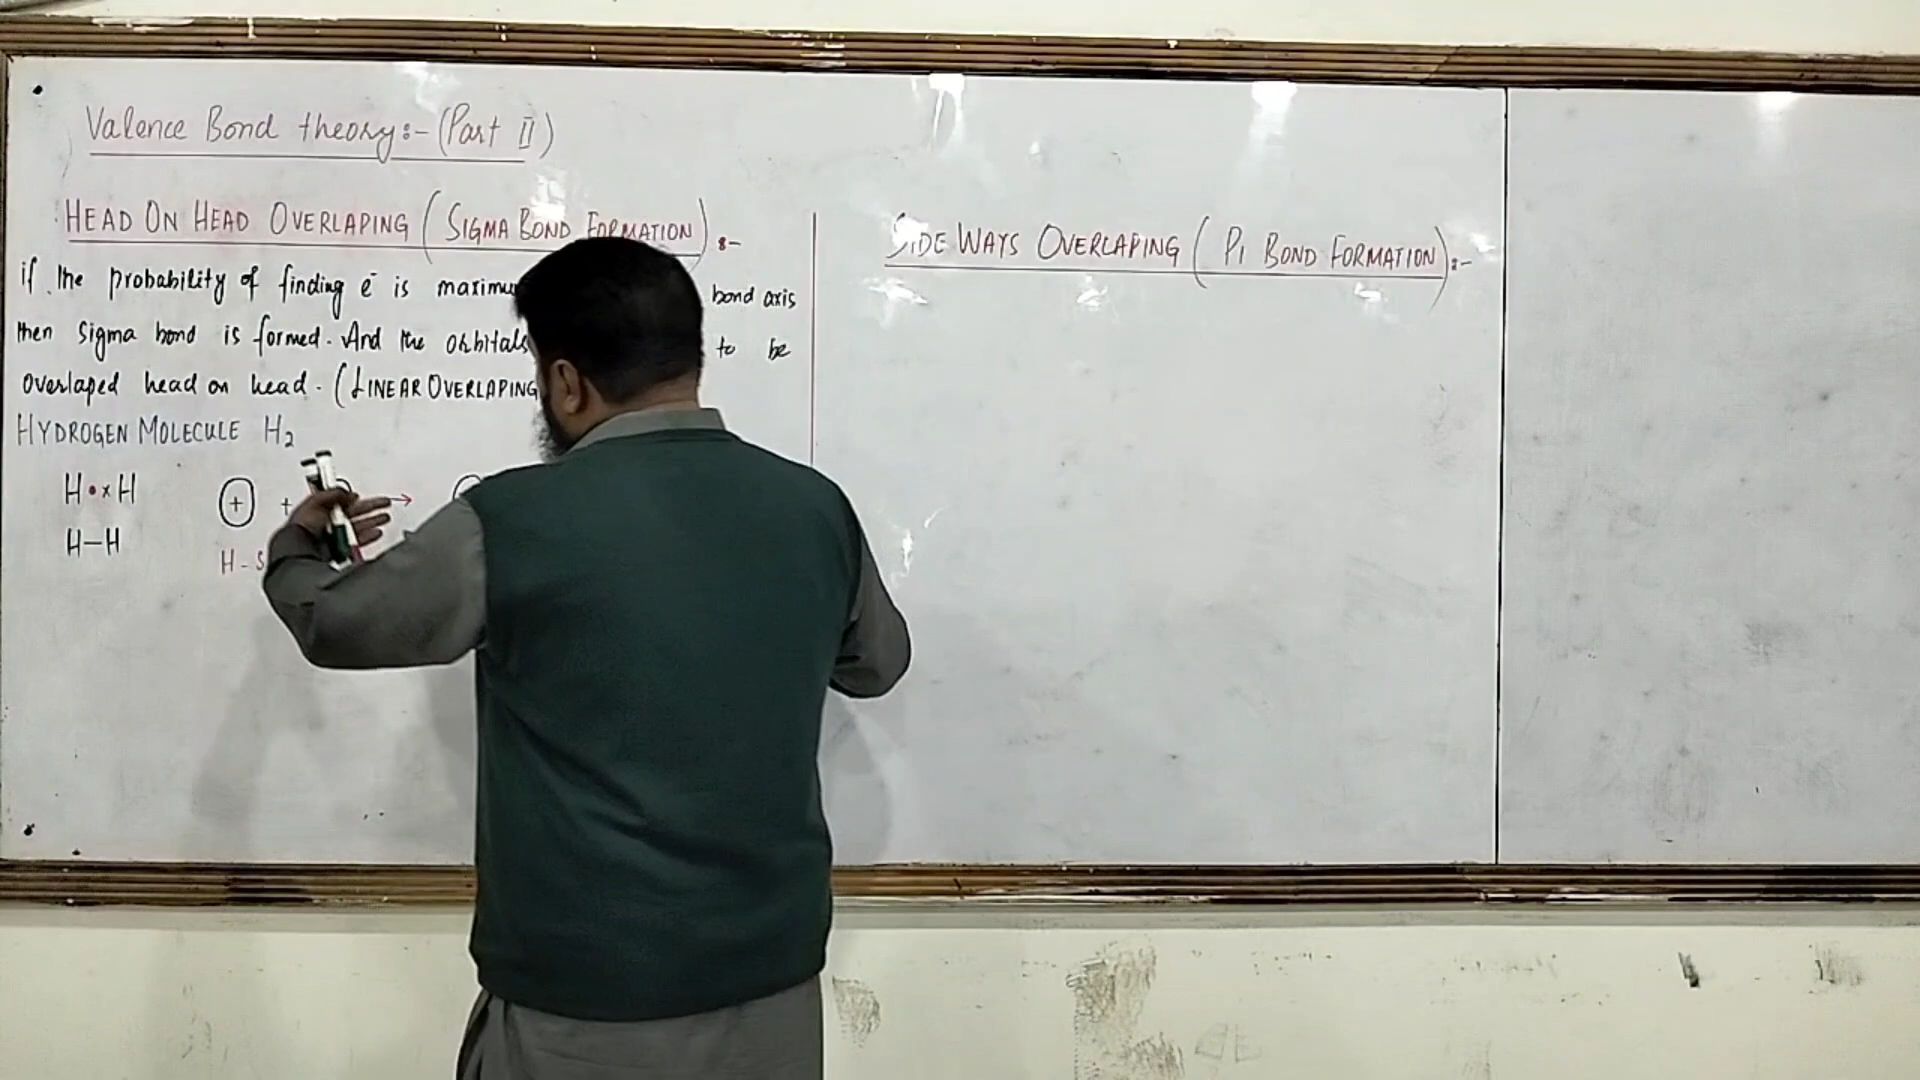 Valence Bond theory:- (Part II)
HEAD ON HEAD OVERLAPING (SIGMA BOND FORMATION) :-
if the probability of finding e̅ is bond axis
then sigma bond is formed. And the orbitals to be
overlaped head on head. (LINEAR OVERLAPING
HYDROGEN MOLECULE H₂
H•×H
+ + →
H—H
H - S
SIDE WAYS OVERLAPING ( PI BOND FORMATION) :-